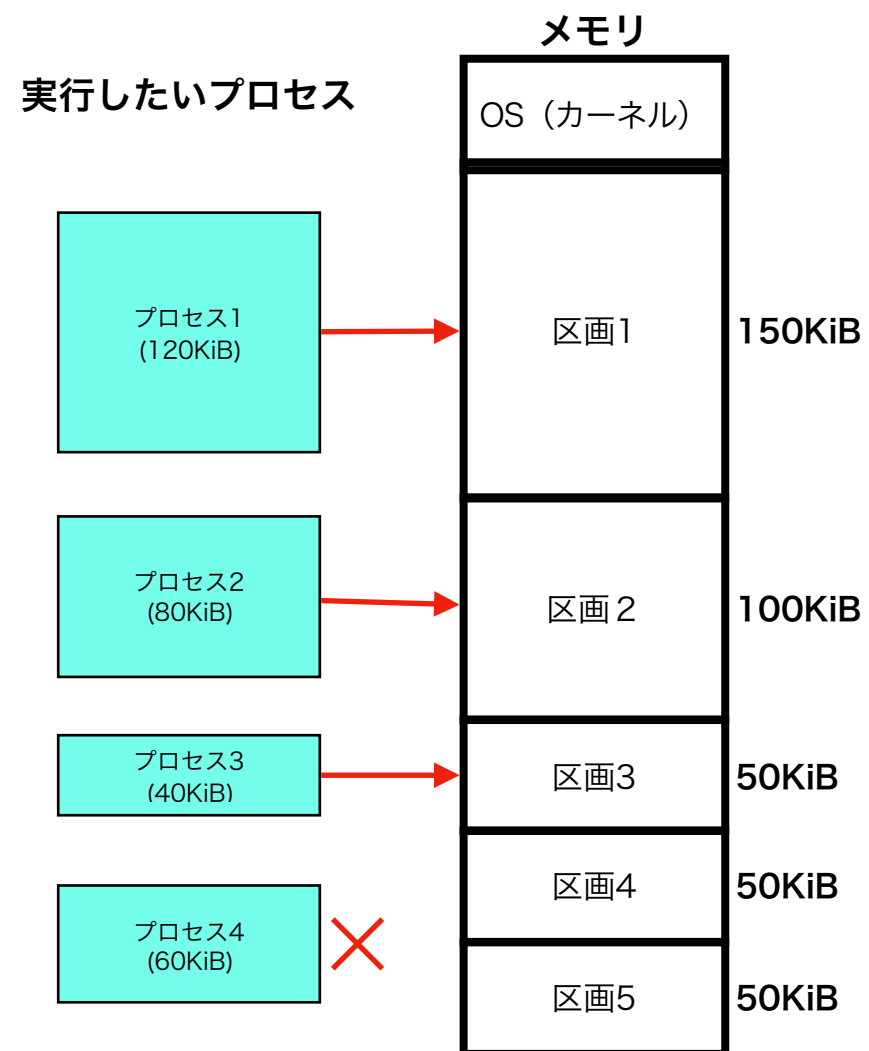 メモリ
実行したいプロセス
OS（カーネル）
プロセス1
(120KiB)
区画1
150KiB
プロセス2
(80KiB)
区画２
100KiB
プロセス3
(40KiB)
区画3
50KiB
区画4
50KiB
プロセス4
(60KiB)
区画5
50KiB